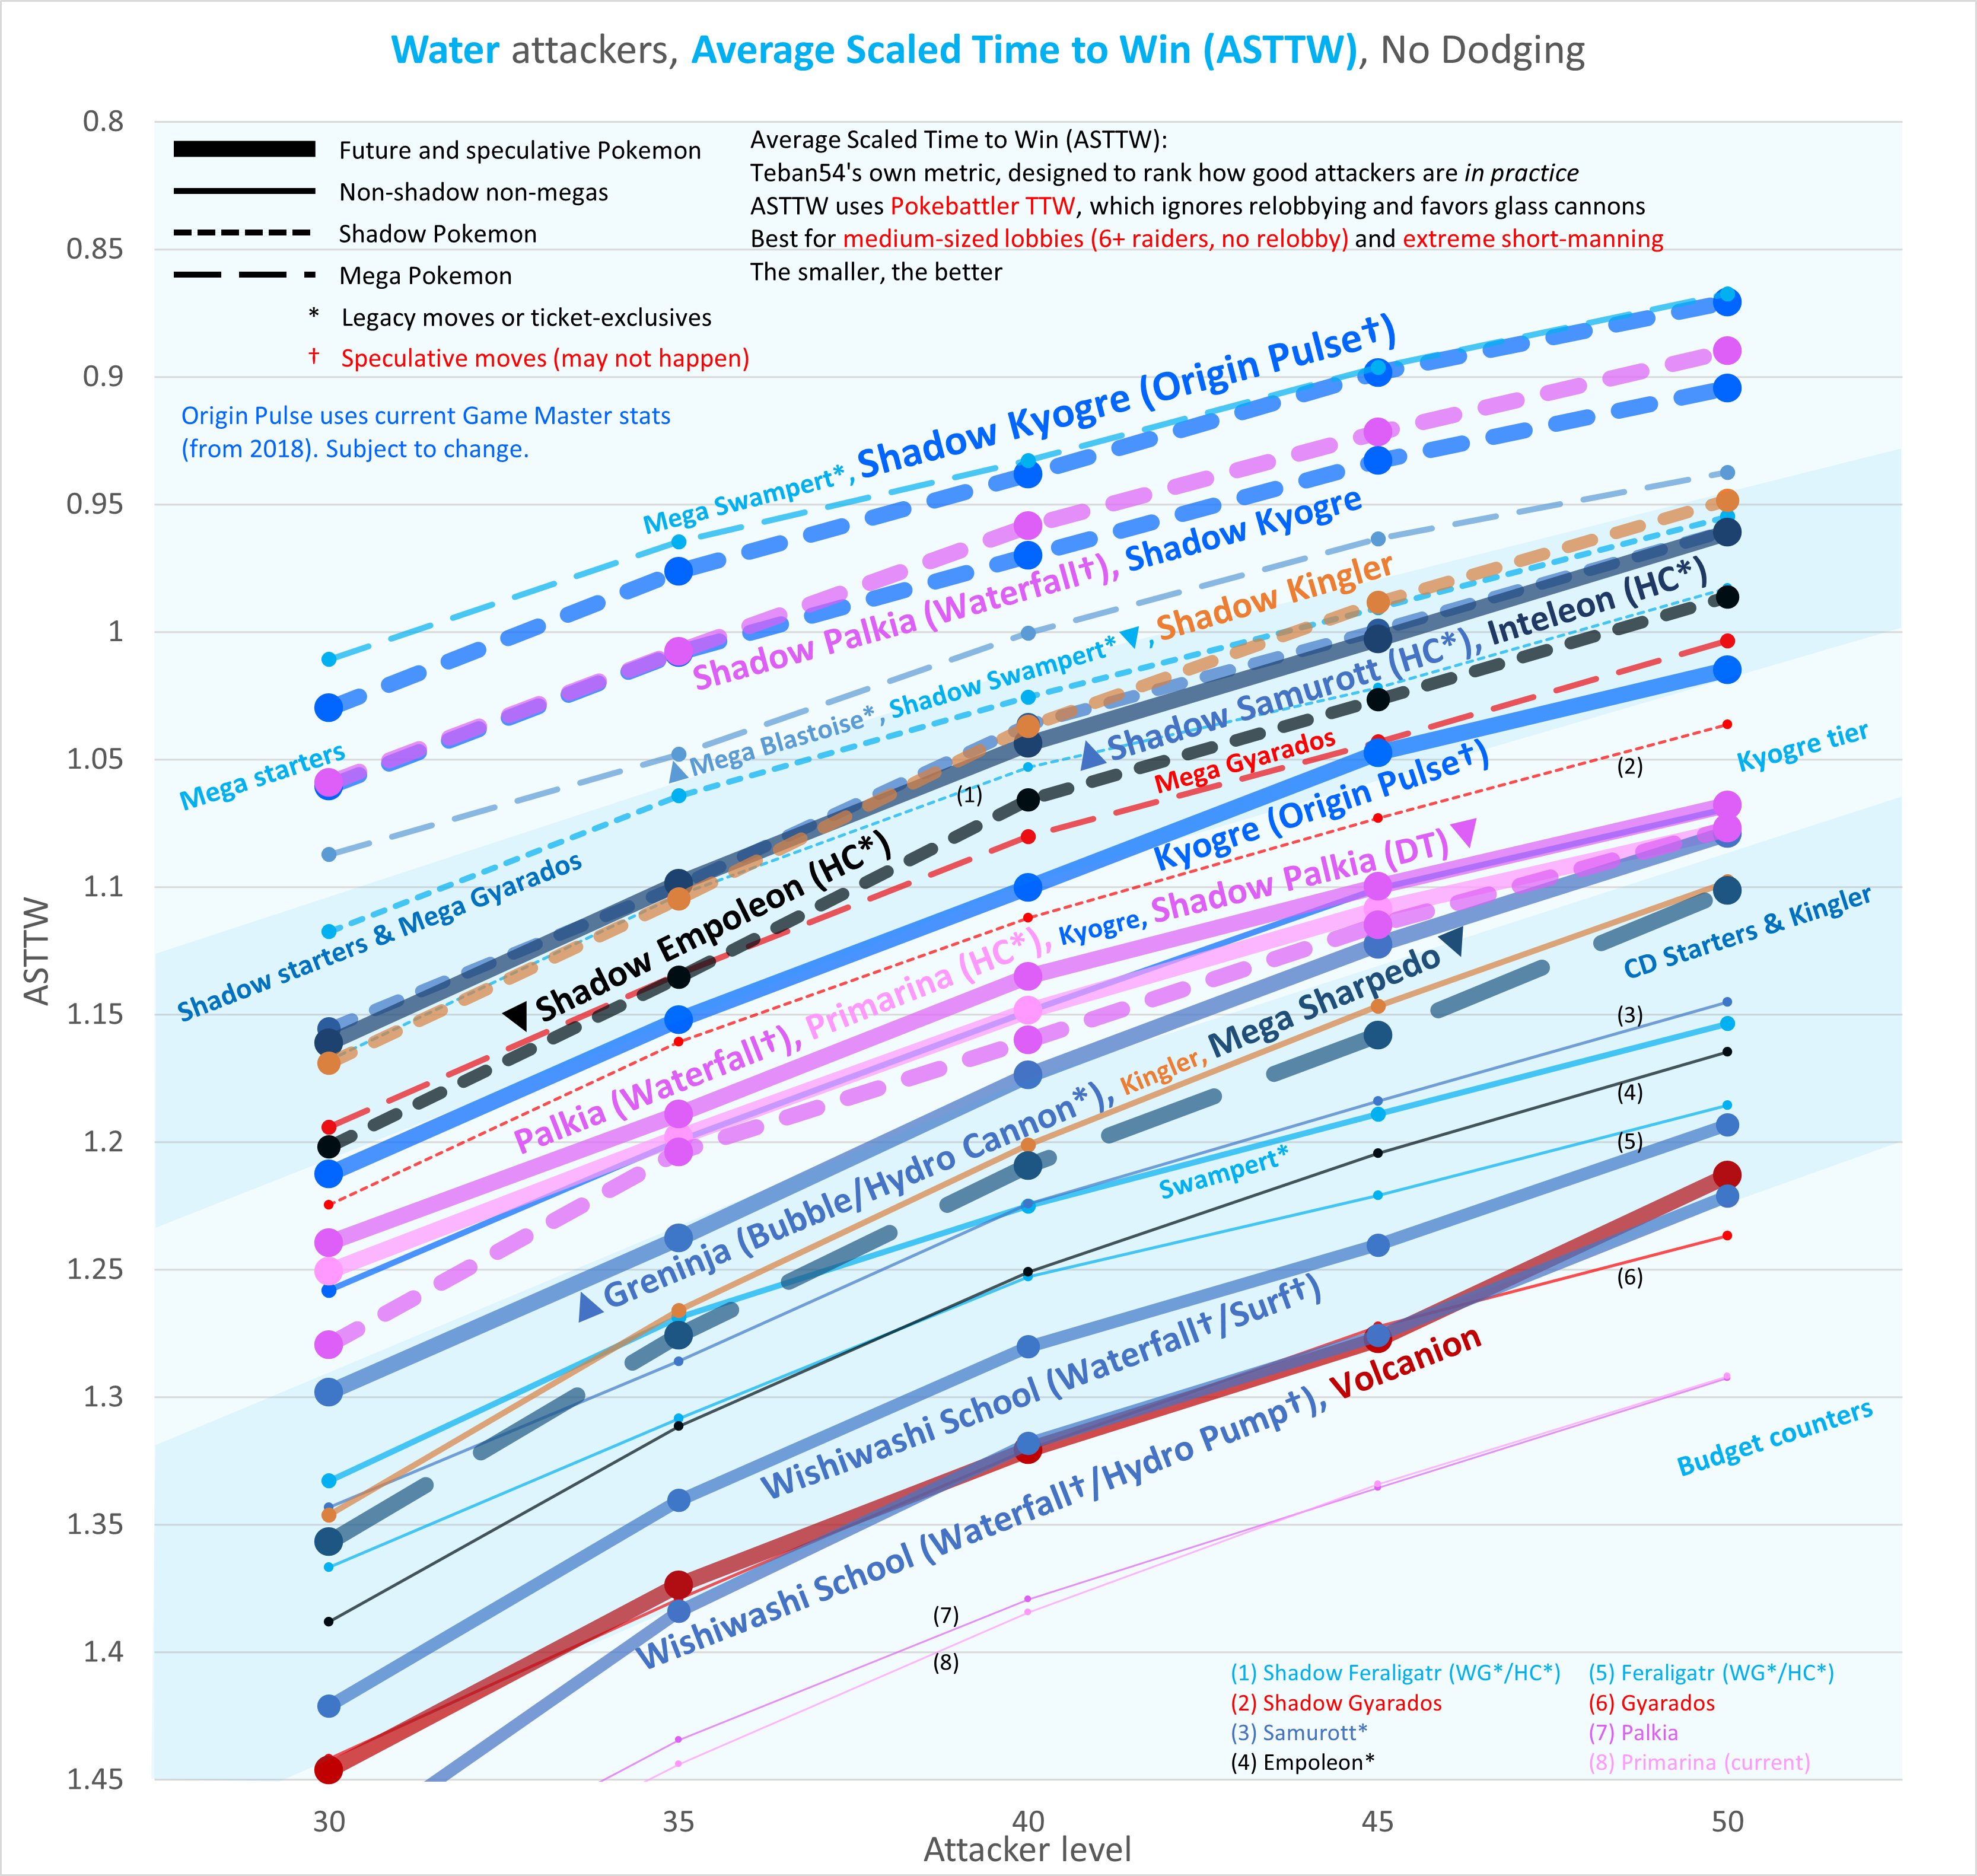 Water attackers, Average Scaled Time to Win (ASTTW), No Dodging
0.8
0.85
0.9
0.95
1
1.05
1.1
1.15
1.2
1.25
1.3
1.35
1.4
1.45
ASTTW
Future and speculative Pokemon
Non-shadow non-megas
Shadow Pokemon
Mega Pokemon
* Legacy moves or ticket-exclusives
† Speculative moves (may not happen)
Average Scaled Time to Win (ASTTW):
Teban54's own metric, designed to rank how good attackers are in practice
ASTTW uses Pokebattler TTW, which ignores relobbying and favors glass cannons
Best for medium-sized lobbies (6+ raiders, no relobby) and extreme short-manning
The smaller, the better
Origin Pulse uses current Game Master stats
(from 2018). Subject to change.
Mega Swampert*, Shadow Kyogre (Origin Pulse†)
Shadow Palkia (Waterfall†), Shadow Kyogre
Mega starters
▲Mega Blastoise*, Shadow Swampert*▼, Shadow Kingler
▲Shadow Samurott (HC*), Inteleon (HC*)
(1)
Mega Gyarados
Shadow starters & Mega Gyarados
▼Shadow Empoleon (HC*)
Kyogre (Origin Pulse†)
(2)
Kyogre tier
Palkia (Waterfall†), Primarina (HC*), Kyogre, Shadow Palkia (DT)▼
▲Greninja (Bubble/Hydro Cannon*), Kingler, Mega Sharpedo▼
CD Starters & Kingler
(3)
Swampert*
(4)
(5)
Wishiwashi School (Waterfall†/Surf†)
(6)
Wishiwashi School (Waterfall†/Hydro Pump†), Volcanion
Budget counters
(7)
(8)
(1) Shadow Feraligatr (WG*/HC*)
(2) Shadow Gyarados
(3) Samurott*
(4) Empoleon*
(5) Feraligatr (WG*/HC*)
(6) Gyarados
(7) Palkia
(8) Primarina (current)
30
35
40
45
50
Attacker level